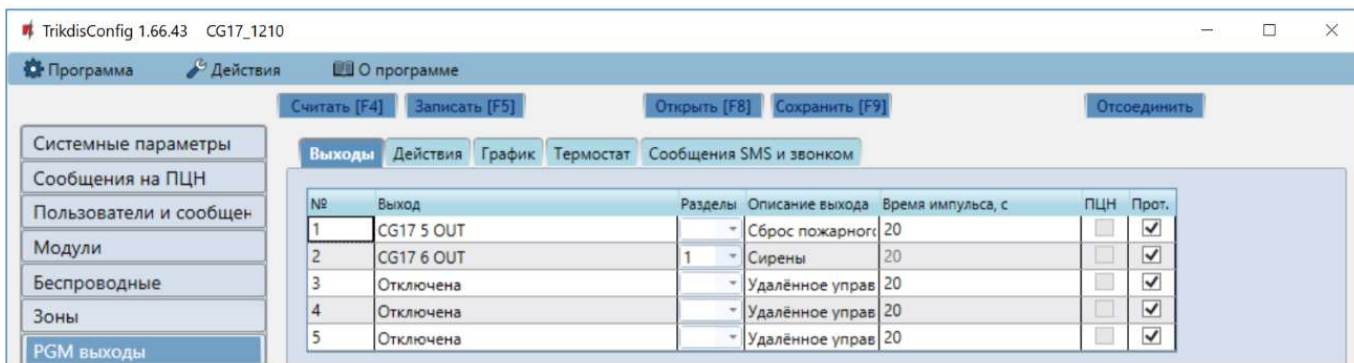 TrikdisConfig 1.66.43 CG17_1210
Программа Действия О программе
Считать [F4] Записать [F5] Открыть [F8] Сохранить [F9] Отсоединить
Системные параметры
Сообщения на ПЦН
Пользователи и сообщен
Модули
Беспроводные
Зоны
PGM выходы
Выходы Действия График Термостат Сообщения SMS и звонком
№ Выход Разделы Описание выхода Время импульса, с ПЦН Прот.
1 CG17 5 OUT Сброс пожарног 20
2 CG17 6 OUT 1 Сирены 20
3 Отключена Удалённое управ 20
4 Отключена Удалённое управ 20
5 Отключена Удалённое управ 20